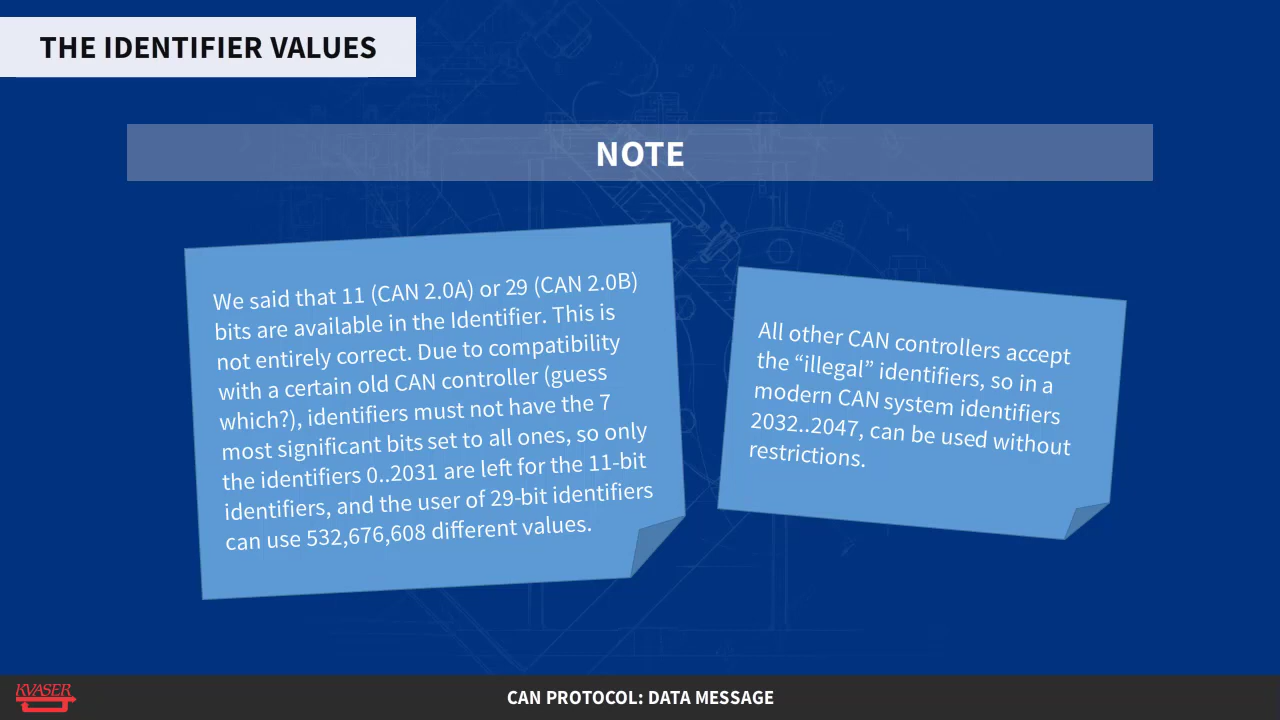 THE IDENTIFIER VALUES
NOTE
We said that 11 (CAN 2.0A) or 29 (CAN 2.0B)
bits are available in the Identifier. This is
not entirely correct. Due to compatibility
with a certain old CAN controller (guess
which?), identifiers must not have the 7
most significant bits set to all ones, so only
the identifiers 0..2031 are left for the 11-bit
identifiers, and the user of 29-bit identifiers
can use 532,676,608 different values.
All other CAN controllers accept
the “illegal” identifiers, so in a
modern CAN system identifiers
2032..2047, can be used without
restrictions.
KVASER
CAN PROTOCOL: DATA MESSAGE